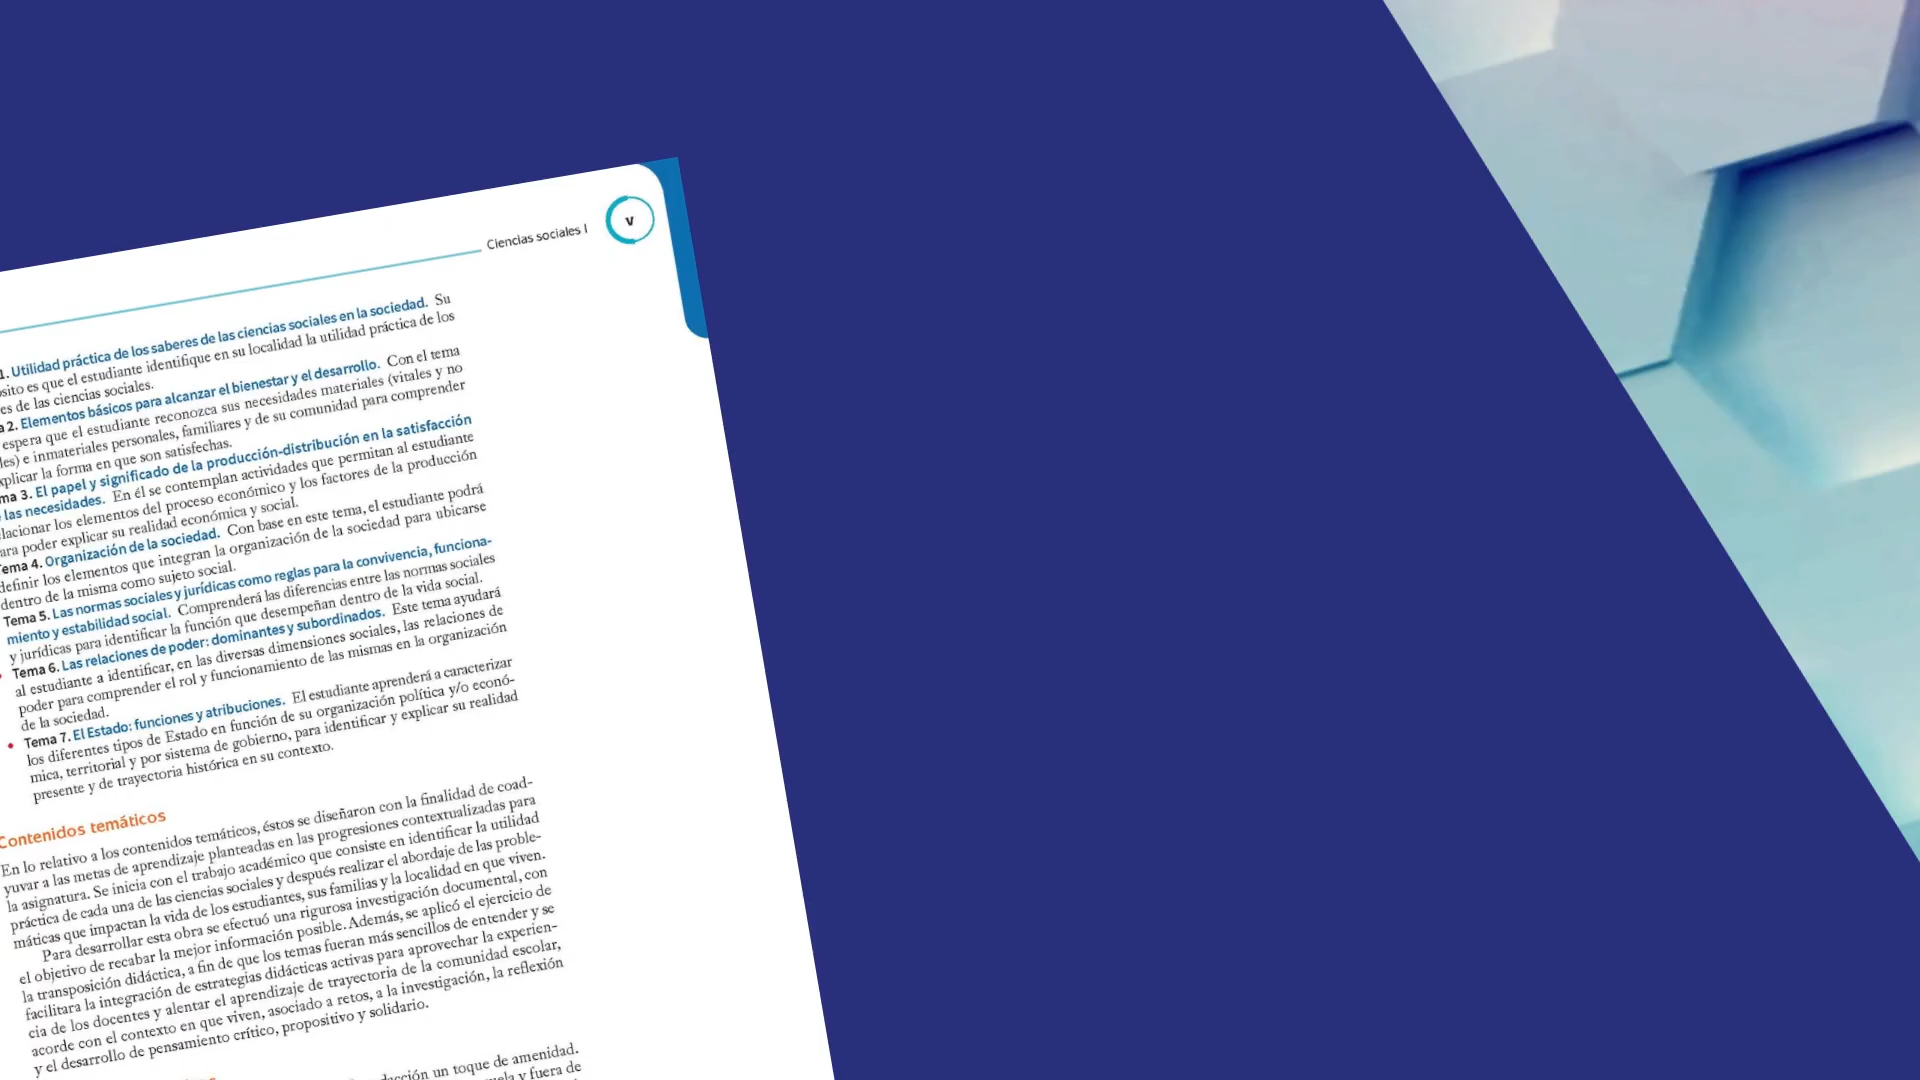 Ciencias sociales I
v
1. Utilidad práctica de los saberes de las ciencias sociales en la sociedad. Su
es que el estudiante identifique en su localidad la utilidad práctica de los
de las ciencias sociales.
2. Elementos básicos para alcanzar el bienestar y el desarrollo. Con el tema
espera que el estudiante reconozca sus necesidades materiales (vitales y no
e inmateriales personales, familiares y de su comunidad para comprender
la forma en que son satisfechas.
3. El papel y significado de la producción-distribución en la satisfacción
las necesidades. En él se contemplan actividades que permitan al estudiante
los elementos del proceso económico y los factores de la producción
poder explicar su realidad económica y social.
Tema 4. Organización de la sociedad. Con base en este tema, el estudiante podrá
definir los elementos que integran la organización de la sociedad para ubicarse
dentro de la misma como sujeto social.
Tema 5. Las normas sociales y jurídicas como reglas para la convivencia, funciona-
miento y estabilidad social. Comprenderá las diferencias entre las normas sociales
y jurídicas para identificar la función que desempeñan dentro de la vida social.
• Tema 6. Las relaciones de poder: dominantes y subordinados. Este tema ayudará
al estudiante a identificar, en las diversas dimensiones sociales, las relaciones de
poder para comprender el rol y funcionamiento de las mismas en la organización
de la sociedad.
• Tema 7. El Estado: funciones y atribuciones. El estudiante aprenderá a caracterizar
los diferentes tipos de Estado en función de su organización política y/o econó-
mica, territorial y por sistema de gobierno, para identificar y explicar su realidad
presente y de trayectoria histórica en su contexto.
Contenidos temáticos
En lo relativo a los contenidos temáticos, éstos se diseñaron con la finalidad de coad-
yuvar a las metas de aprendizaje planteadas en las progresiones contextualizadas para
la asignatura. Se inicia con el trabajo académico que consiste en identificar la utilidad
práctica de cada una de las ciencias sociales y después realizar el abordaje de las proble-
máticas que impactan la vida de los estudiantes, sus familias y la localidad en que viven.
Para desarrollar esta obra se efectuó una rigurosa investigación documental, con
el objetivo de recabar la mejor información posible. Además, se aplicó el ejercicio de
la transposición didáctica, a fin de que los temas fueran más sencillos de entender y se
facilitara la integración de estrategias didácticas activas para aprovechar la experien-
cia de los docentes y alentar el aprendizaje de trayectoria de la comunidad escolar,
acorde con el contexto en que viven, asociado a retos, a la investigación, la reflexión
y el desarrollo de pensamiento crítico, propositivo y solidario.
un toque de amenidad.
y fuera de